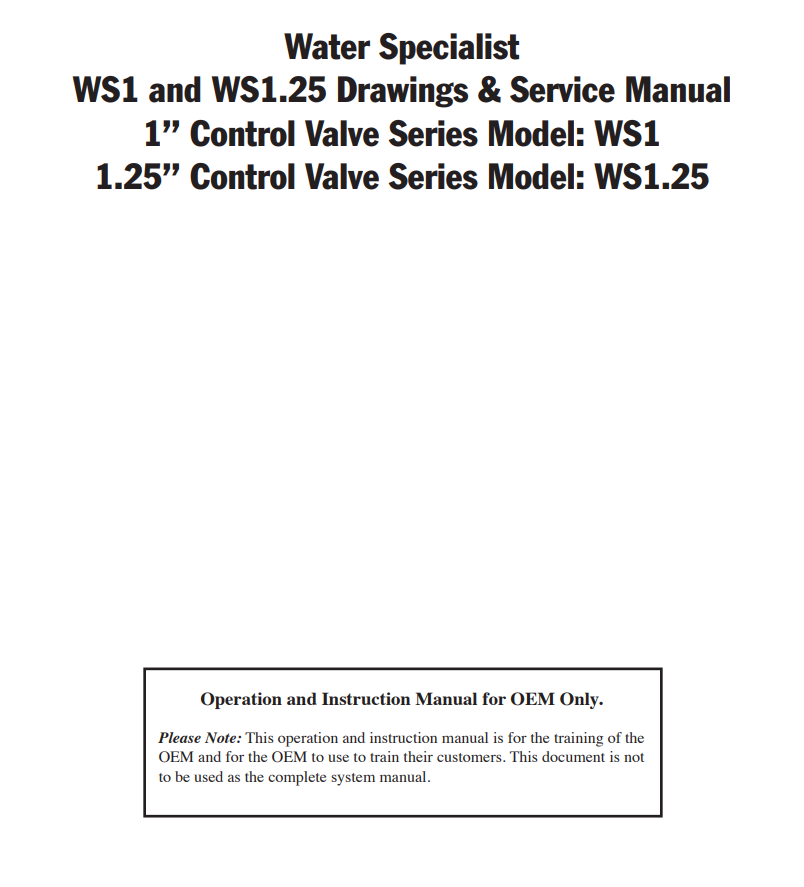 Water Specialist
WS1 and WS1.25 Drawings & Service Manual
1” Control Valve Series Model: WS1
1.25” Control Valve Series Model: WS1.25
Operation and Instruction Manual for OEM Only.
Please Note: This operation and instruction manual is for the training of the
OEM and for the OEM to use to train their customers. This document is not
to be used as the complete system manual.